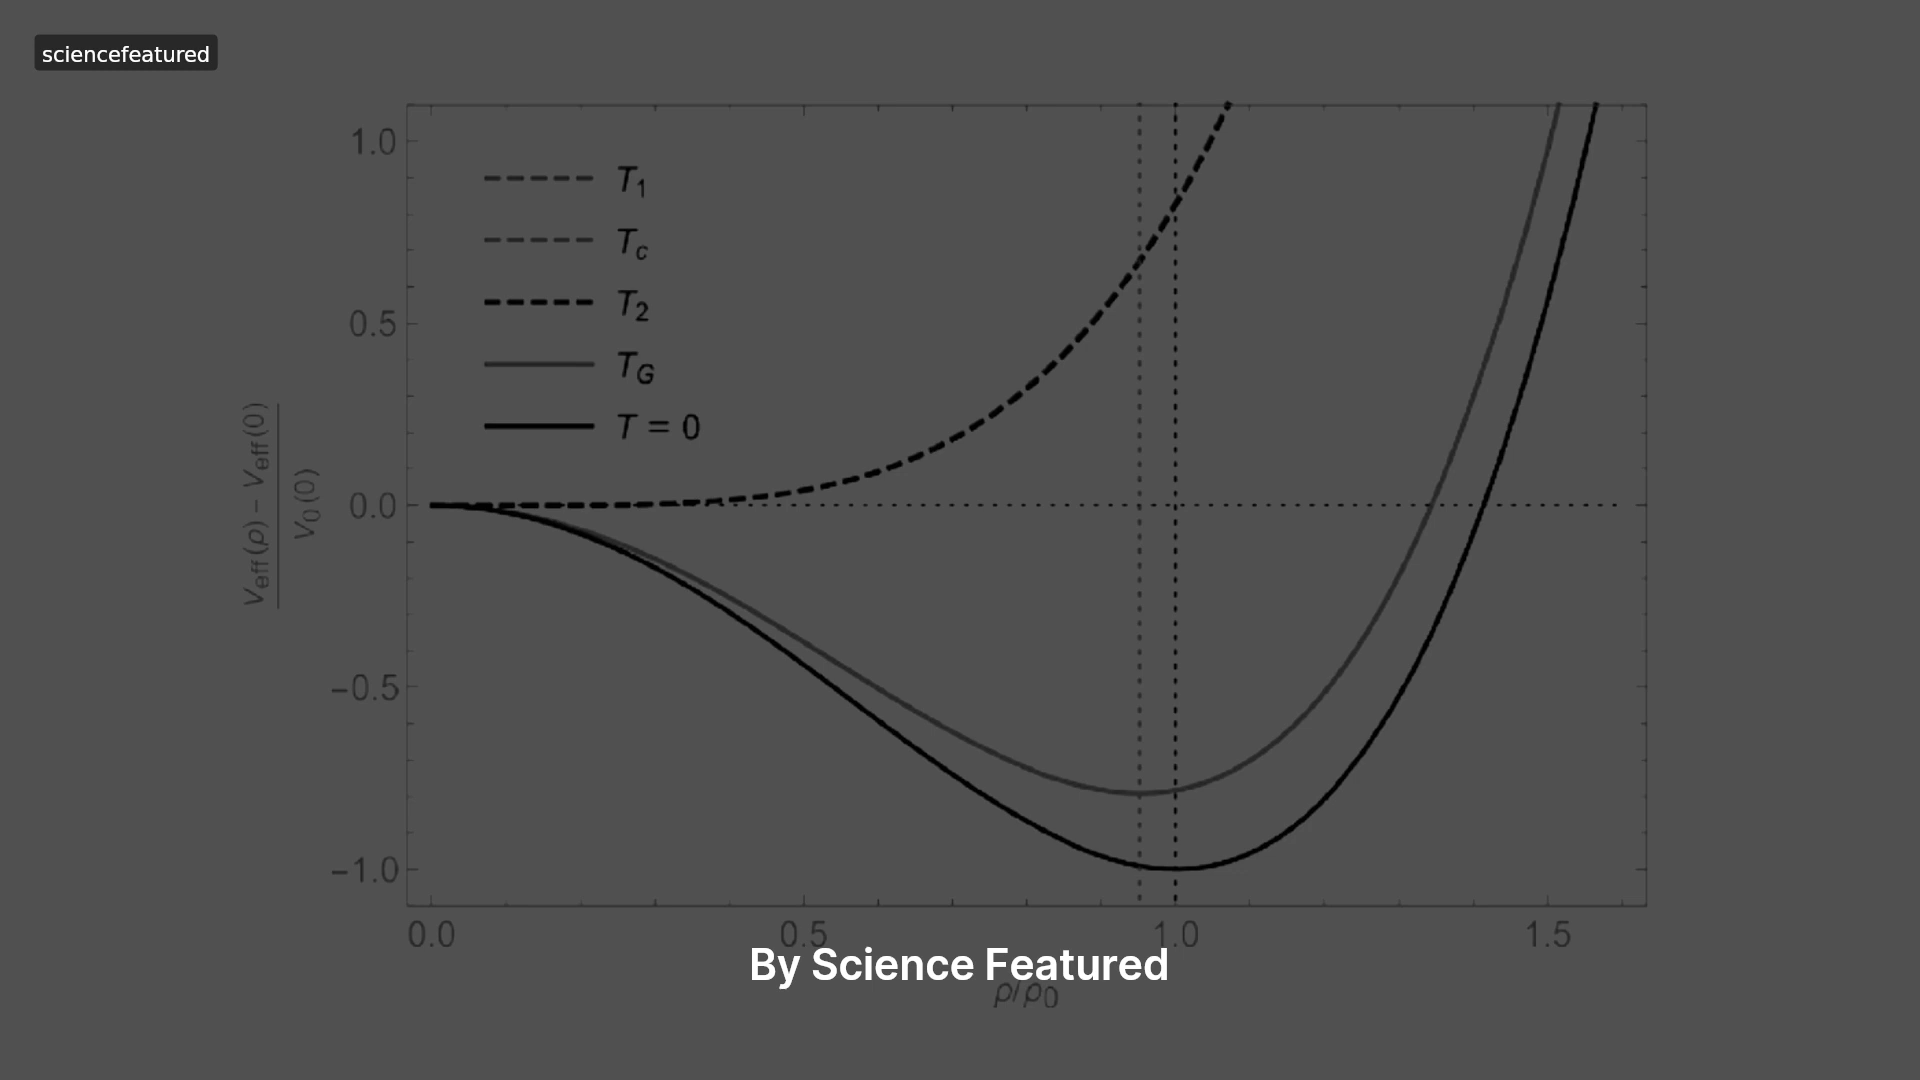 sciencefeatured
1.0
0.5
0.0
−0.5
−1.0
T1
Tc
T2
TG
T = 0
Veff(ρ) − Veff(0)
V0(0)
0.0 0.5 1.0 1.5
By Science Featured
ρ/ρ0